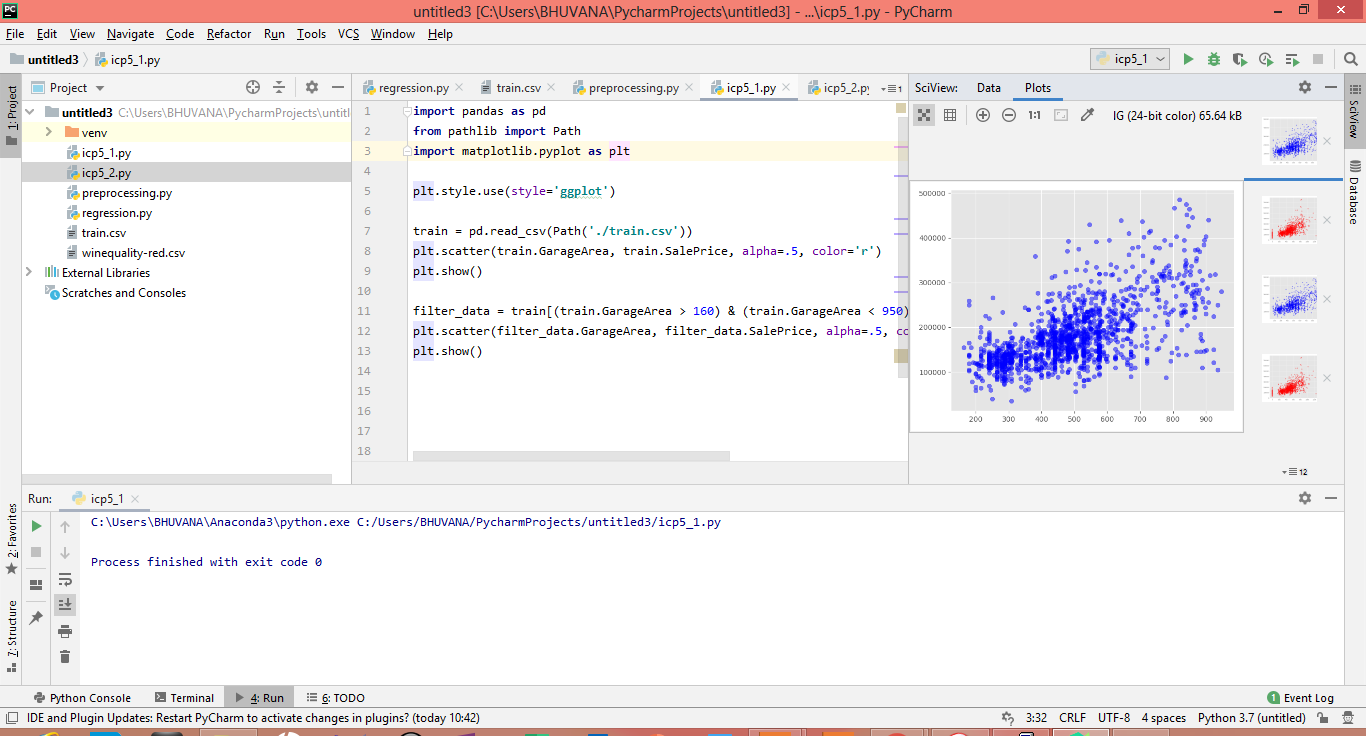 untitled3 [C:\Users\BHUVANA\PycharmProjects\untitled3] - ...\icp5_1.py - PyCharm
File Edit View Navigate Code Refactor Run Tools VCS Window Help
untitled3 icp5_1.py
icp5_1
1: Project
Project
untitled3 C:\Users\BHUVANA\PycharmProjects\untitl
venv
icp5_1.py
icp5_2.py
preprocessing.py
regression.py
train.csv
winequality-red.csv
External Libraries
Scratches and Consoles
regression.py train.csv preprocessing.py icp5_1.py icp5_2.py
1 import pandas as pd
2 from pathlib import Path
3 import matplotlib.pyplot as plt
4
5 plt.style.use(style='ggplot')
6
7 train = pd.read_csv(Path('./train.csv'))
8 plt.scatter(train.GarageArea, train.SalePrice, alpha=.5, color='r')
9 plt.show()
10
11 filter_data = train[(train.GarageArea > 160) & (train.GarageArea < 950)
12 plt.scatter(filter_data.GarageArea, filter_data.SalePrice, alpha=.5, co
13 plt.show()
14
15
16
17
18
SciView: Data Plots
1:1 IG (24-bit color) 65.64 kB
500000
400000
300000
200000
100000
200 300 400 500 600 700 800 900
12
SciView
Database
Run: icp5_1
C:\Users\BHUVANA\Anaconda3\python.exe C:/Users/BHUVANA/PycharmProjects/untitled3/icp5_1.py
Process finished with exit code 0
2: Favorites
7: Structure
Python Console Terminal 4: Run 6: TODO
1 Event Log
IDE and Plugin Updates: Restart PyCharm to activate changes in plugins? (today 10:42)
3:32 CRLF UTF-8 4 spaces Python 3.7 (untitled)